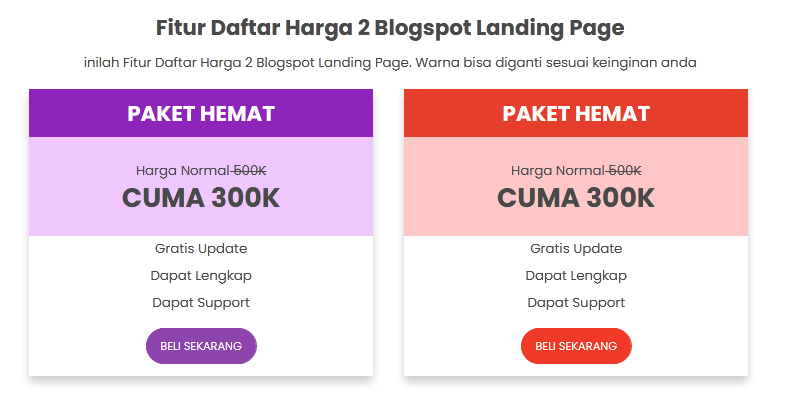 Fitur Daftar Harga 2 Blogspot Landing Page
inilah Fitur Daftar Harga 2 Blogspot Landing Page. Warna bisa diganti sesuai keinginan anda
PAKET HEMAT
Harga Normal 500K
CUMA 300K
Gratis Update
Dapat Lengkap
Dapat Support
BELI SEKARANG
PAKET HEMAT
Harga Normal 500K
CUMA 300K
Gratis Update
Dapat Lengkap
Dapat Support
BELI SEKARANG